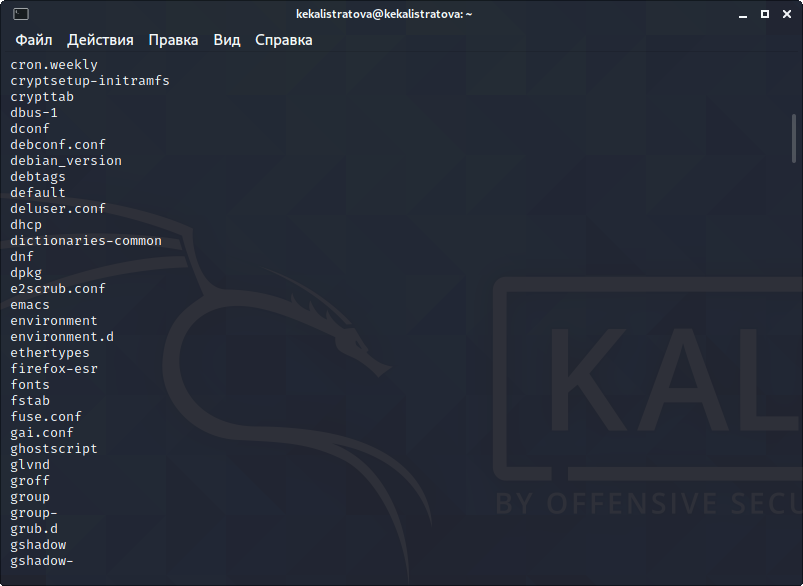 kekalistratova@kekalistratova: ~
Файл Действия Правка Вид Справка
cron.weekly
cryptsetup-initramfs
crypttab
dbus-1
dconf
debconf.conf
debian_version
debtags
default
deluser.conf
dhcp
dictionaries-common
dnf
dpkg
e2scrub.conf
emacs
environment
environment.d
ethertypes
firefox-esr
fonts
fstab
fuse.conf
gai.conf
ghostscript
glvnd
groff
group
group-
grub.d
gshadow
gshadow-
KAL
BY OFFENSIVE SECU